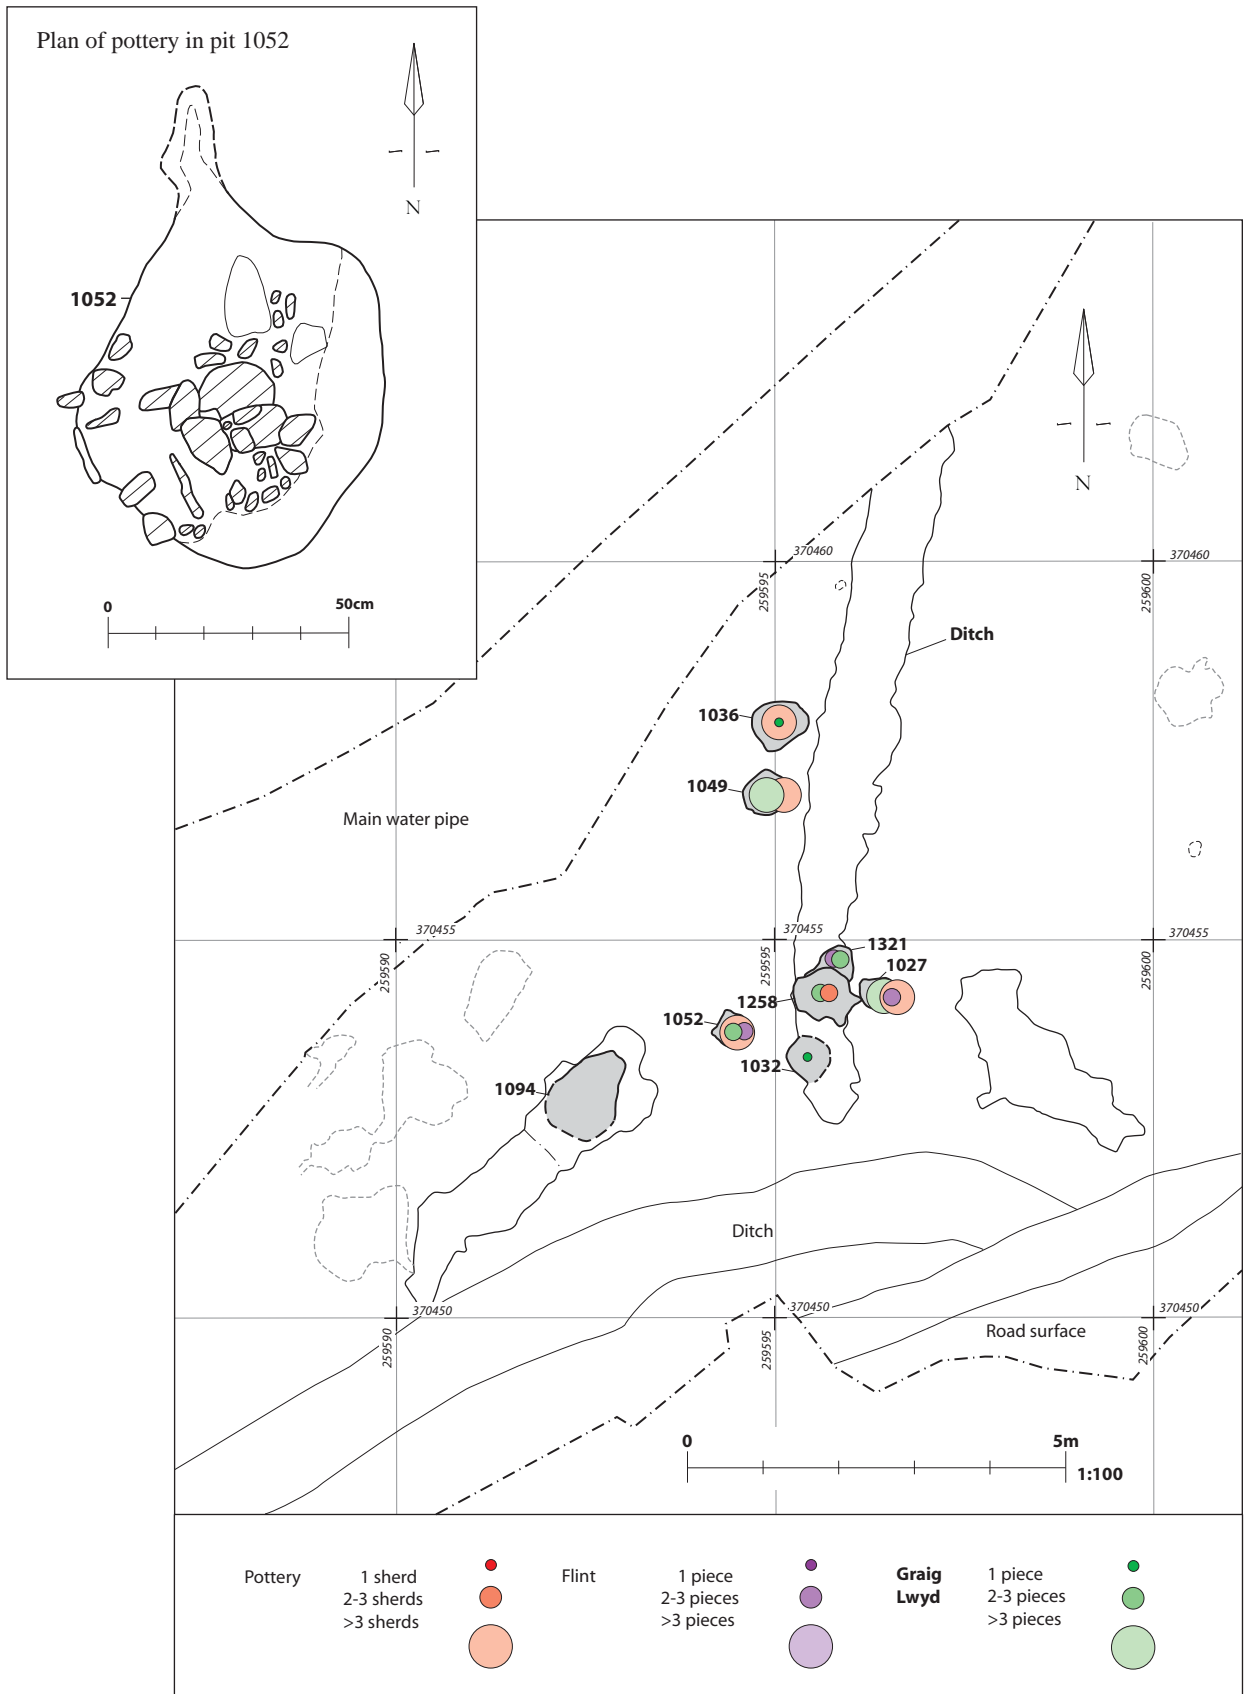 Plan of pottery in pit 1052
N
1052
0 50cm
N
370460 370460
259595 259600
Ditch
1036
1049
Main water pipe
370455 370455 370455
259590 259595 259600
1321
1027
1258
1052
1032
1094
Ditch
370450 370450 370450
259590 259595 259600
Road surface
0 5m
1:100
Pottery 1 sherd Flint 1 piece Graig 1 piece
2-3 sherds 2-3 pieces Lwyd 2-3 pieces
>3 sherds >3 pieces >3 pieces